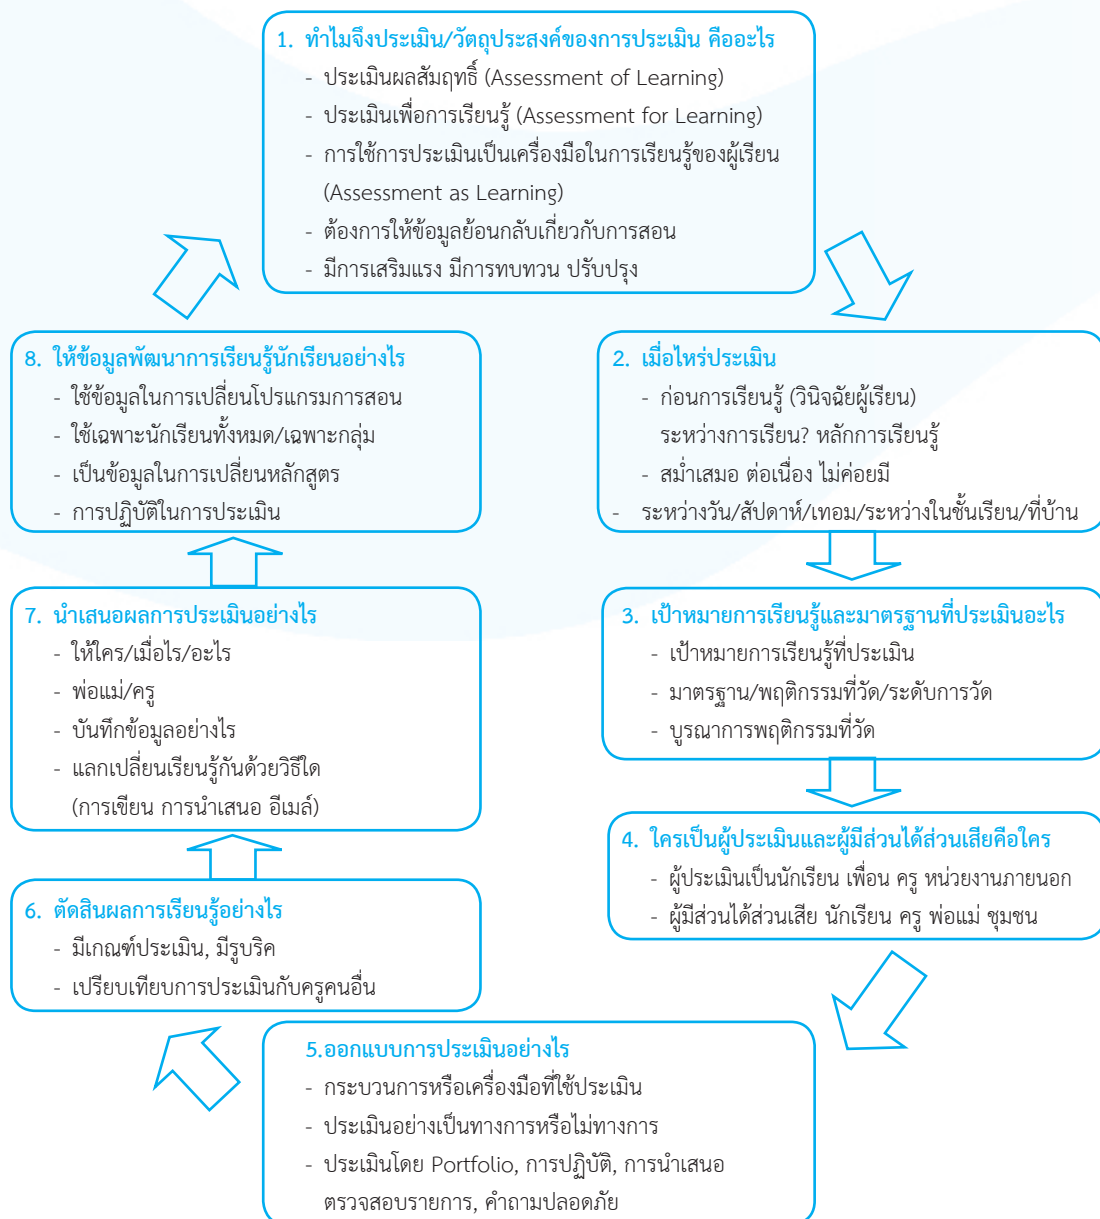 1. ทำไมจึงประเมิน/วัตถุประสงค์ของการประเมิน คืออะไร
- ประเมินผลสัมฤทธิ์ (Assessment of Learning)
- ประเมินเพื่อการเรียนรู้ (Assessment for Learning)
- การใช้การประเมินเป็นเครื่องมือในการเรียนรู้ของผู้เรียน
(Assessment as Learning)
- ต้องการให้ข้อมูลย้อนกลับเกี่ยวกับการสอน
- มีการเสริมแรง มีการทบทวน ปรับปรุง
2. เมื่อไหร่ประเมิน
- ก่อนการเรียนรู้ (วินิจฉัยผู้เรียน)
ระหว่างการเรียน? หลักการเรียนรู้
- สม่ำเสมอ ต่อเนื่อง ไม่ค่อยมี
- ระหว่างวัน/สัปดาห์/เทอม/ระหว่างในชั้นเรียน/ที่บ้าน
3. เป้าหมายการเรียนรู้และมาตรฐานที่ประเมินอะไร
- เป้าหมายการเรียนรู้ที่ประเมิน
- มาตรฐาน/พฤติกรรมที่วัด/ระดับการวัด
- บูรณาการพฤติกรรมที่วัด
4. ใครเป็นผู้ประเมินและผู้มีส่วนได้ส่วนเสียคือใคร
- ผู้ประเมินเป็นนักเรียน เพื่อน ครู หน่วยงานภายนอก
- ผู้มีส่วนได้ส่วนเสีย นักเรียน ครู พ่อแม่ ชุมชน
5.ออกแบบการประเมินอย่างไร
- กระบวนการหรือเครื่องมือที่ใช้ประเมิน
- ประเมินอย่างเป็นทางการหรือไม่ทางการ
- ประเมินโดย Portfolio, การปฏิบัติ, การนำเสนอ
ตรวจสอบรายการ, คำถามปลอดภัย
6. ตัดสินผลการเรียนรู้อย่างไร
- มีเกณฑ์ประเมิน, มีรูบริค
- เปรียบเทียบการประเมินกับครูคนอื่น
7. นำเสนอผลการประเมินอย่างไร
- ให้ใคร/เมื่อไร/อะไร
- พ่อแม่/ครู
- บันทึกข้อมูลอย่างไร
- แลกเปลี่ยนเรียนรู้กันด้วยวิธีใด
(การเขียน การนำเสนอ อีเมล์)
8. ให้ข้อมูลพัฒนาการเรียนรู้นักเรียนอย่างไร
- ใช้ข้อมูลในการเปลี่ยนโปรแกรมการสอน
- ใช้เฉพาะนักเรียนทั้งหมด/เฉพาะกลุ่ม
- เป็นข้อมูลในการเปลี่ยนหลักสูตร
- การปฏิบัติในการประเมิน